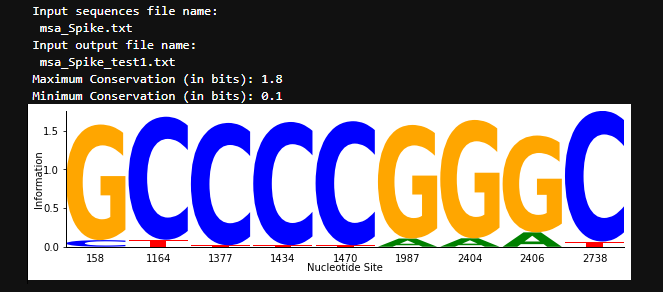 Input sequences file name:
msa_Spike.txt
Input output file name:
msa_Spike_test1.txt
Maximum Conservation (in bits): 1.8
Minimum Conservation (in bits): 0.1
Information
1.5
1.0
0.5
0.0
G C C C C G G G C
C T T T T A A A T
158 1164 1377 1434 1470 1987 2404 2406 2738
Nucleotide Site